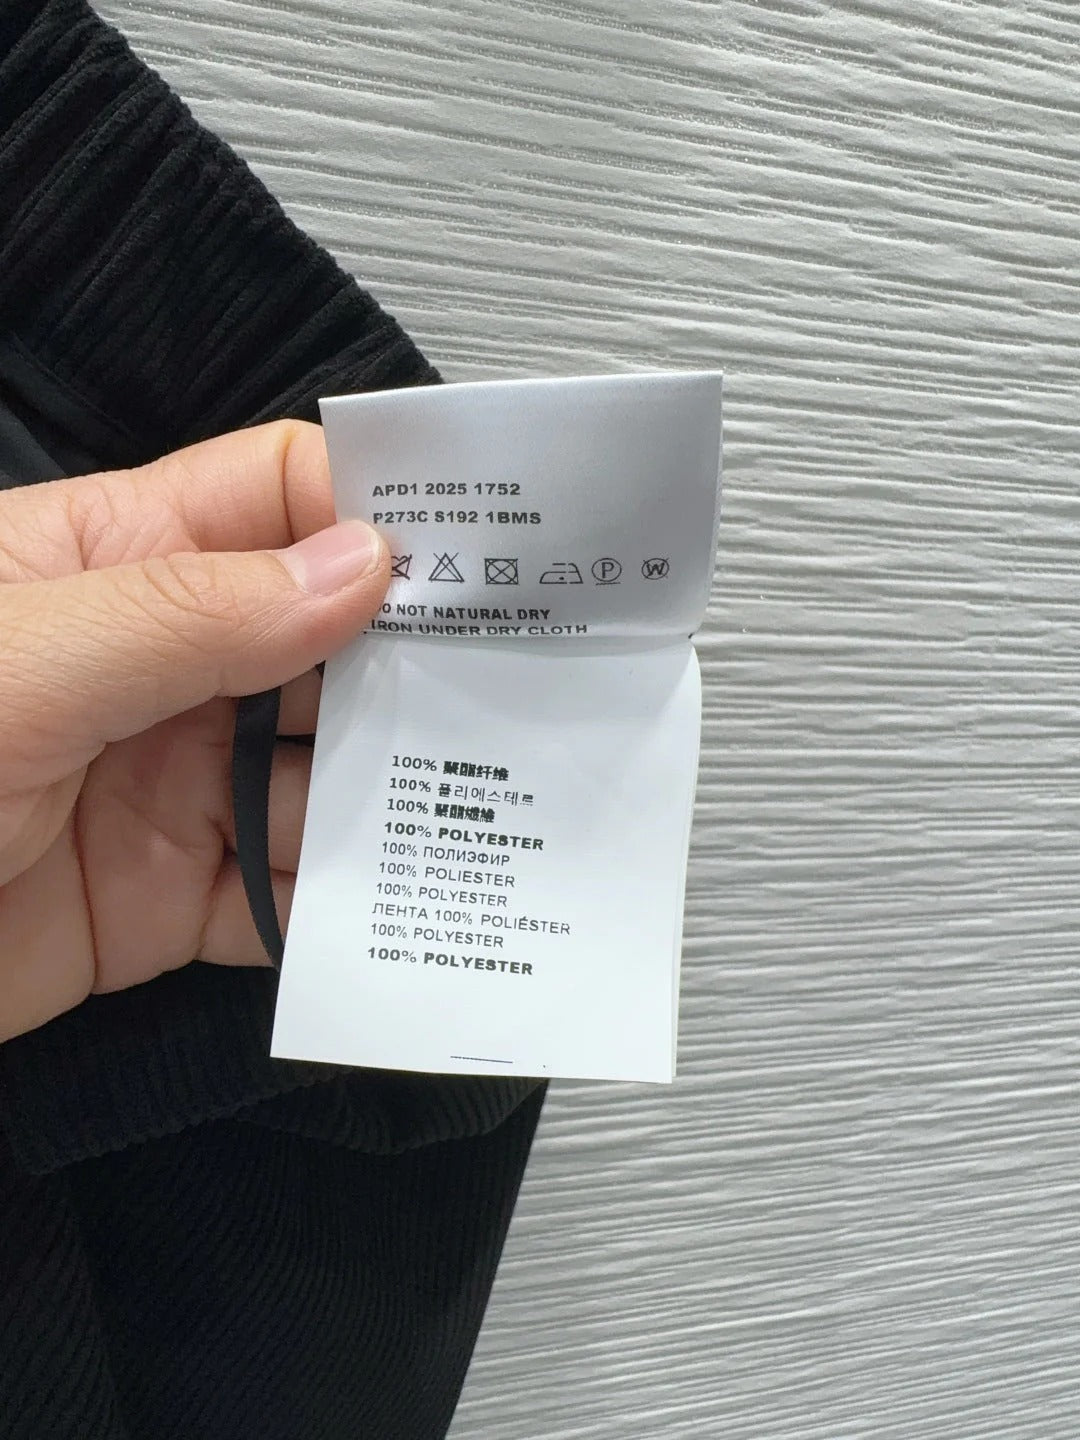 APD1 2025 1752
P273C S192 1BMS
P W
NOT NATURAL DRY
IRON UNDER DRY CLOTH
100% 聚酯纤维
100% 폴리에스테르
100% 聚酯纖維
100% POLYESTER
100% ПОЛИЭФИР
100% POLIESTER
100% POLYESTER
ЛЕНТА 100% POLIÉSTER
100% POLYESTER
100% POLYESTER